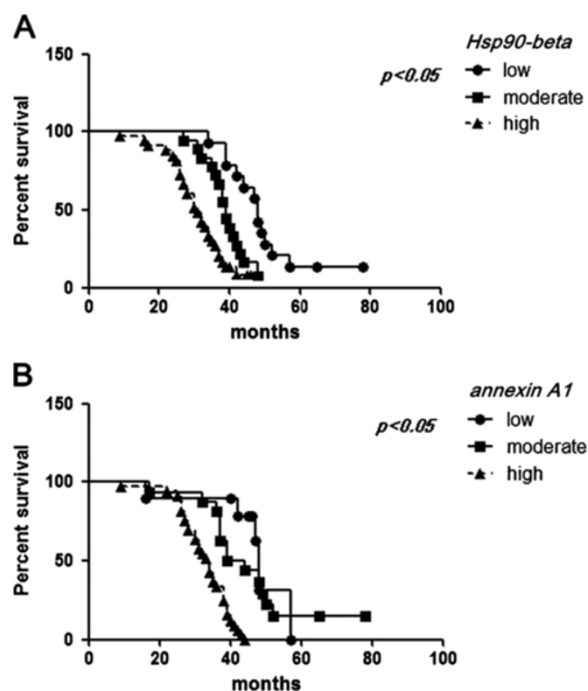 A
Hsp90-beta
low
moderate
high
p<0.05
Percent survival
150
100
50
0
0 20 40 60 80 100
months
B
annexin A1
low
moderate
high
p<0.05
Percent survival
150
100
50
0
0 20 40 60 80 100
months